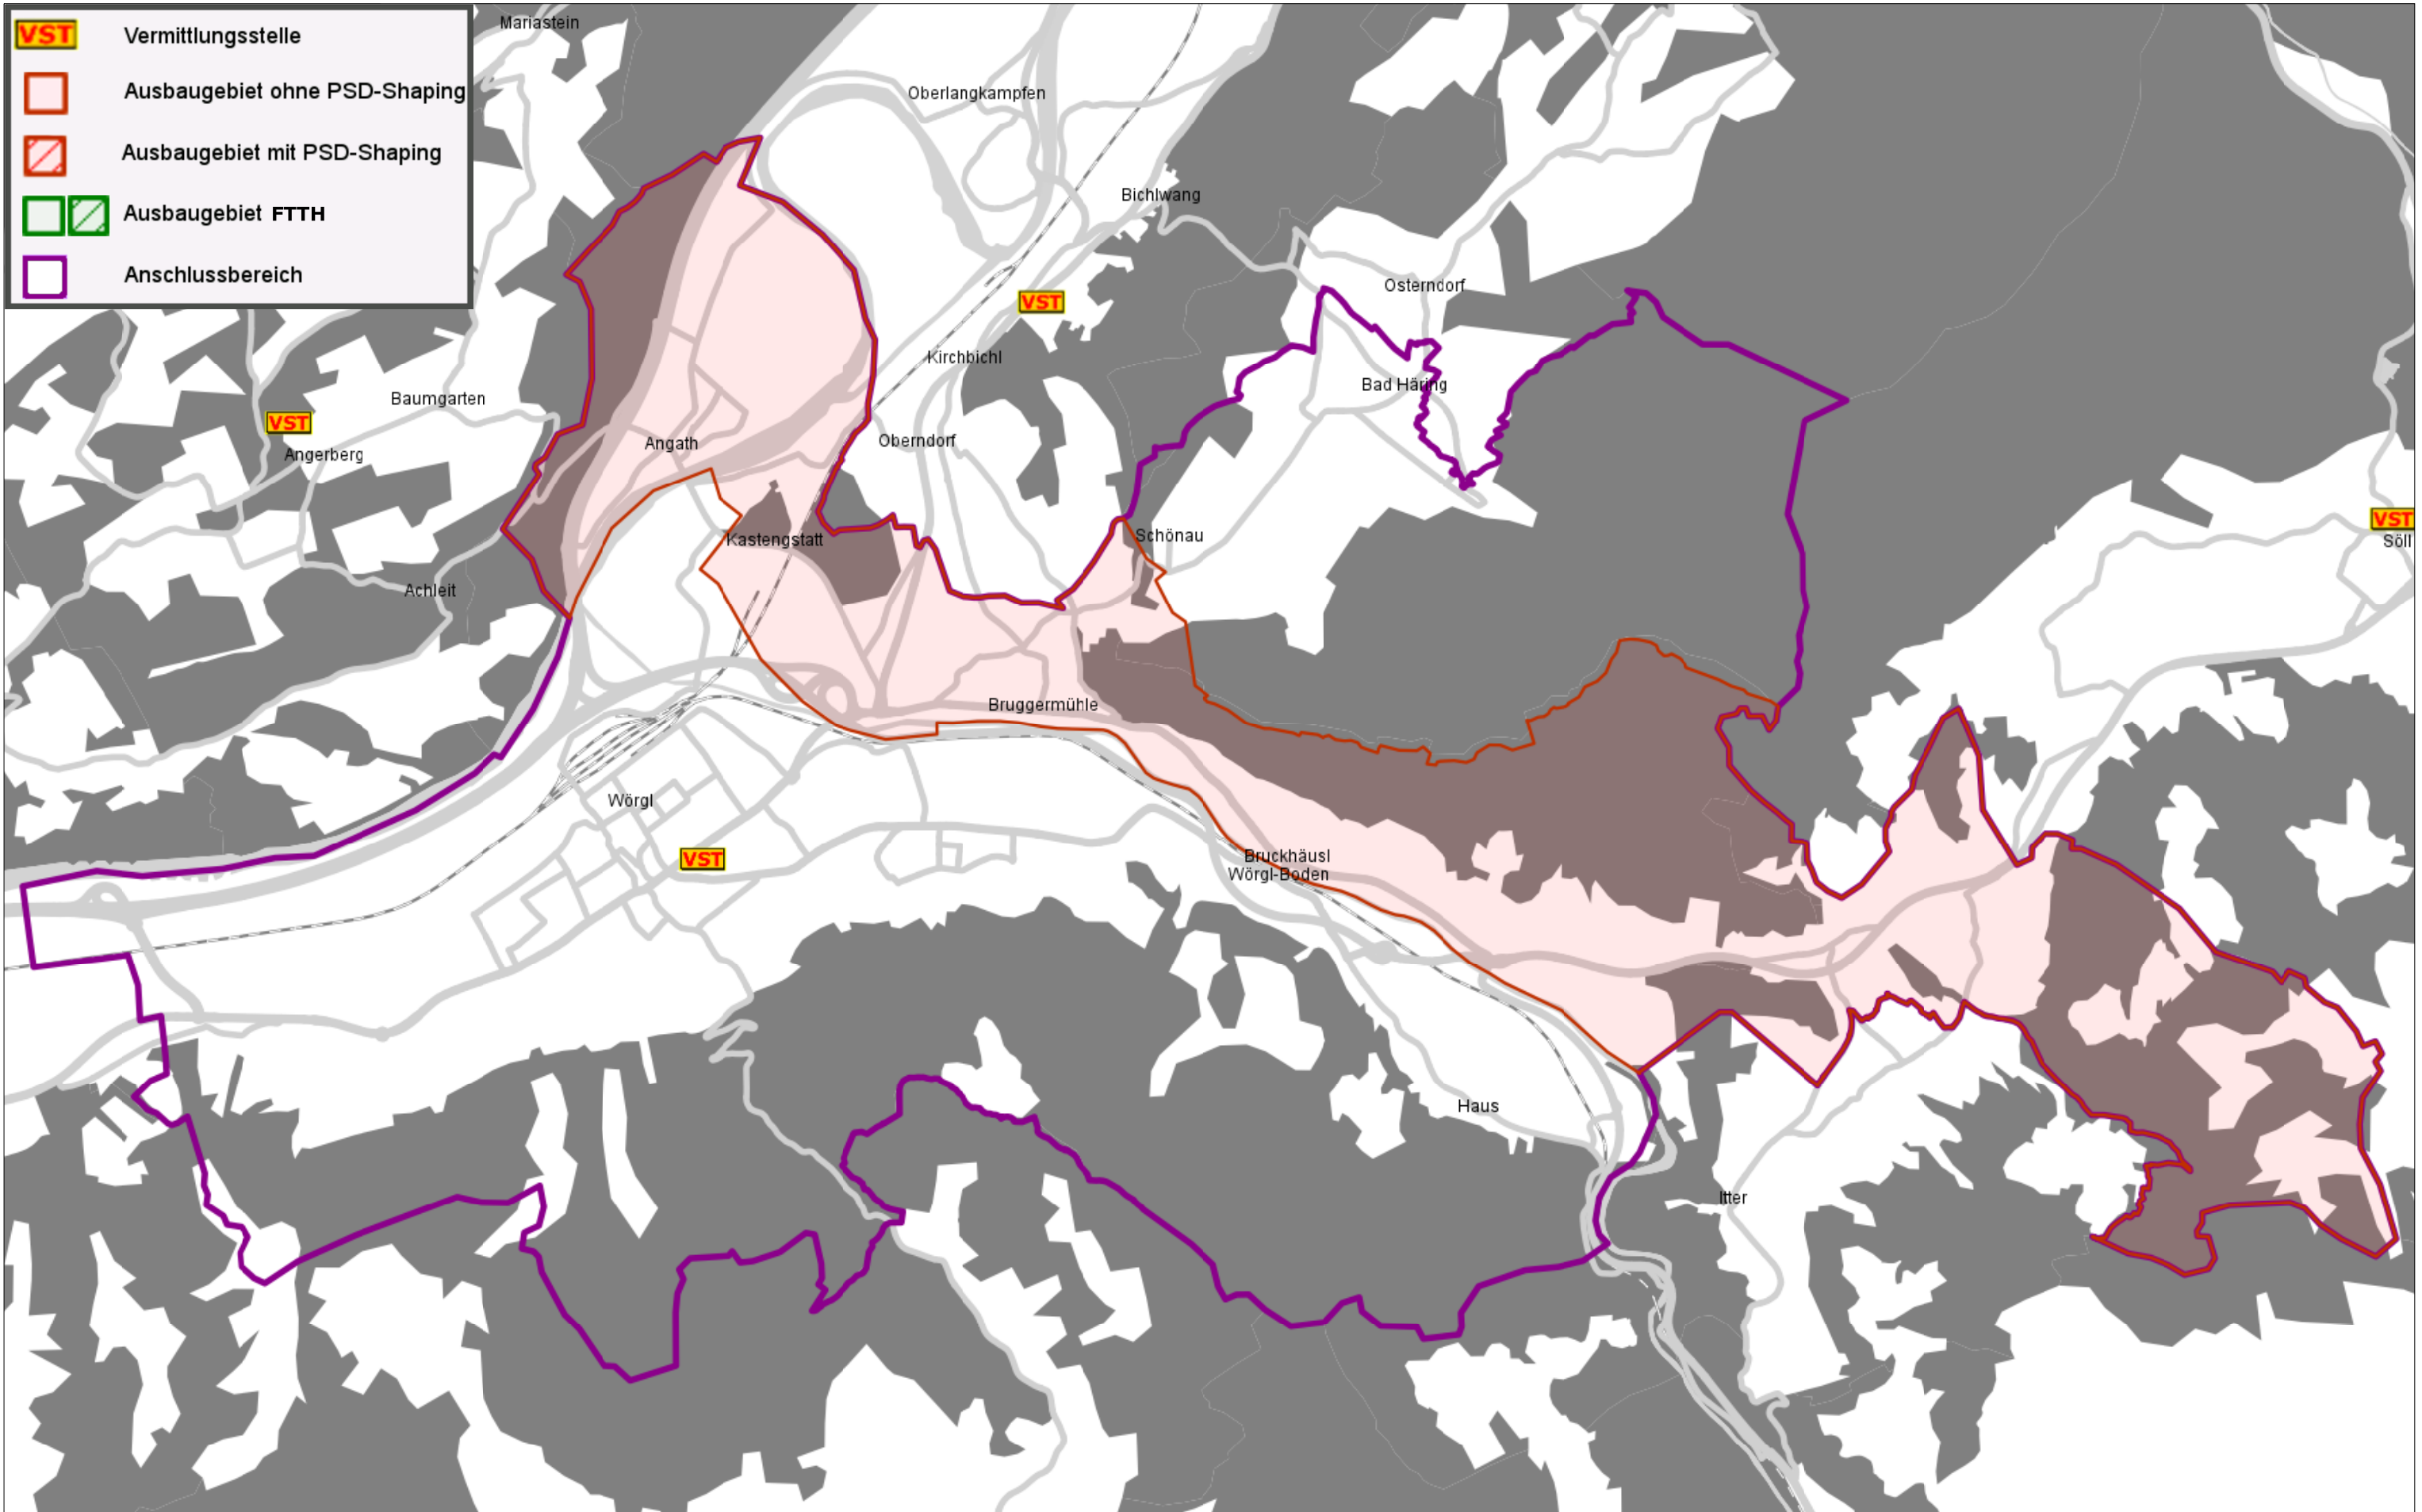 VST Vermittlungsstelle
Ausbaugebiet ohne PSD-Shaping
Ausbaugebiet mit PSD-Shaping
Ausbaugebiet FTTH
Anschlussbereich
Mariastein
Oberlangkampfen
Bichlwang
Osterndorf
VST
Kirchbichl
Bad Häring
Baumgarten
VST
Angerberg
Angath
Oberndorf
VST
Söll
Kastengstatt
Schönau
Achleit
Bruggermühle
Wörgl
VST
Bruckhäusl
Wörgl-Boden
Haus
Itter